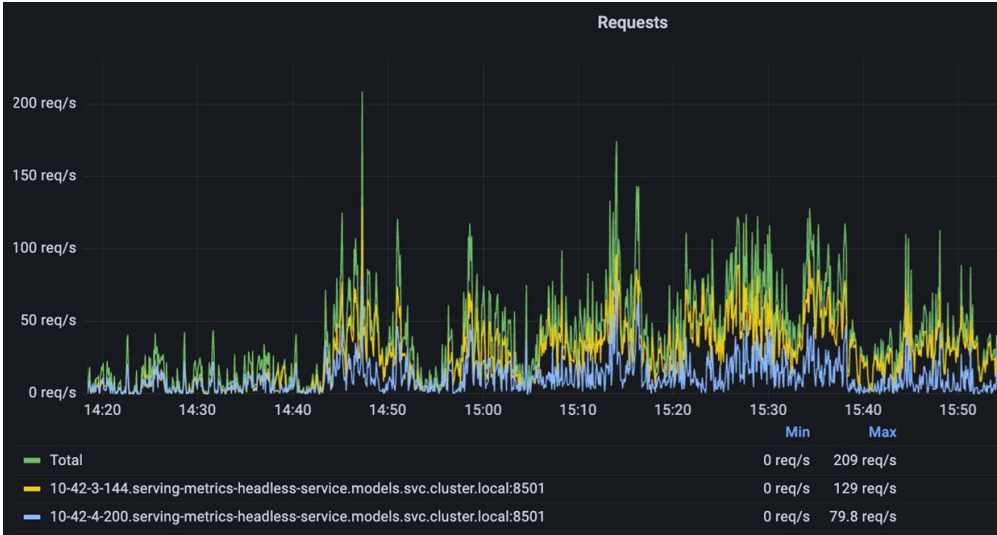 Requests
200 req/s
150 req/s
100 req/s
50 req/s
0 req/s
14:20 14:30 14:40 14:50 15:00 15:10 15:20 15:30 15:40 15:50
Min Max
Total 0 req/s 209 req/s
10-42-3-144.serving-metrics-headless-service.models.svc.cluster.local:8501 0 req/s 129 req/s
10-42-4-200.serving-metrics-headless-service.models.svc.cluster.local:8501 0 req/s 79.8 req/s